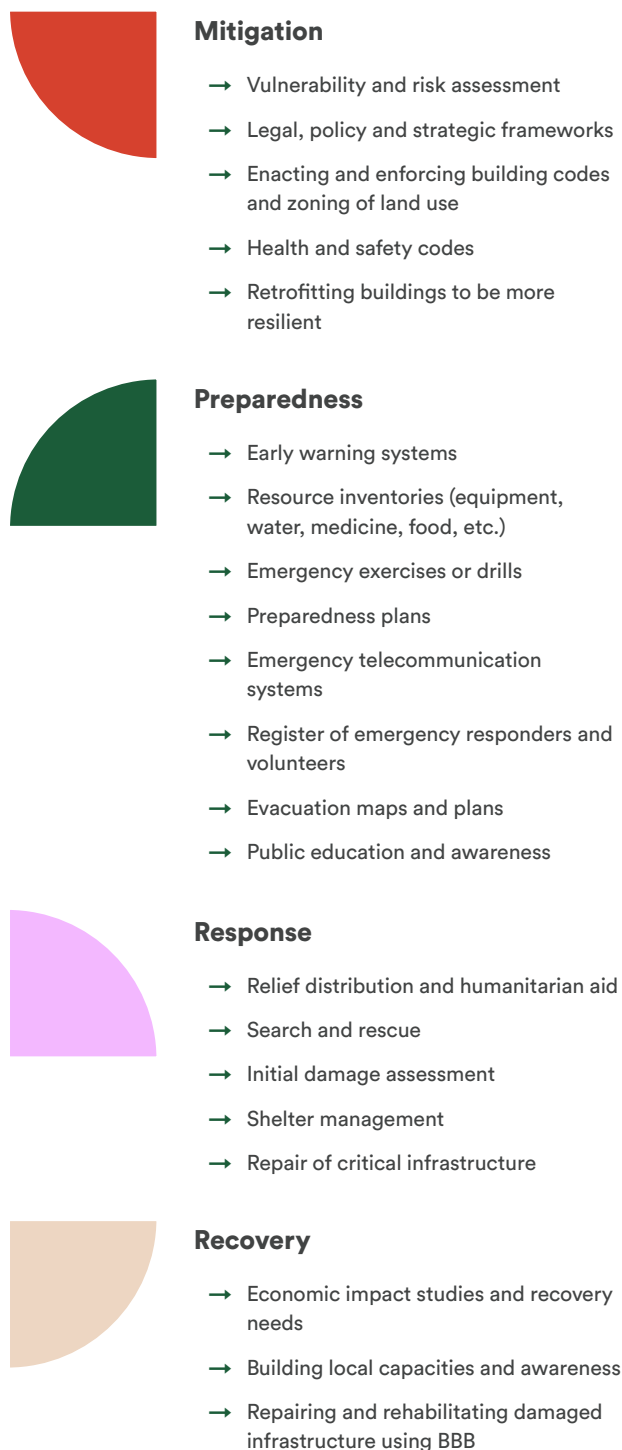 Mitigation
→ Vulnerability and risk assessment
→ Legal, policy and strategic frameworks
→ Enacting and enforcing building codes
and zoning of land use
→ Health and safety codes
→ Retrofitting buildings to be more
resilient
Preparedness
→ Early warning systems
→ Resource inventories (equipment,
water, medicine, food, etc.)
→ Emergency exercises or drills
→ Preparedness plans
→ Emergency telecommunication
systems
→ Register of emergency responders and
volunteers
→ Evacuation maps and plans
→ Public education and awareness
Response
→ Relief distribution and humanitarian aid
→ Search and rescue
→ Initial damage assessment
→ Shelter management
→ Repair of critical infrastructure
Recovery
→ Economic impact studies and recovery
needs
→ Building local capacities and awareness
→ Repairing and rehabilitating damaged
infrastructure using BBB